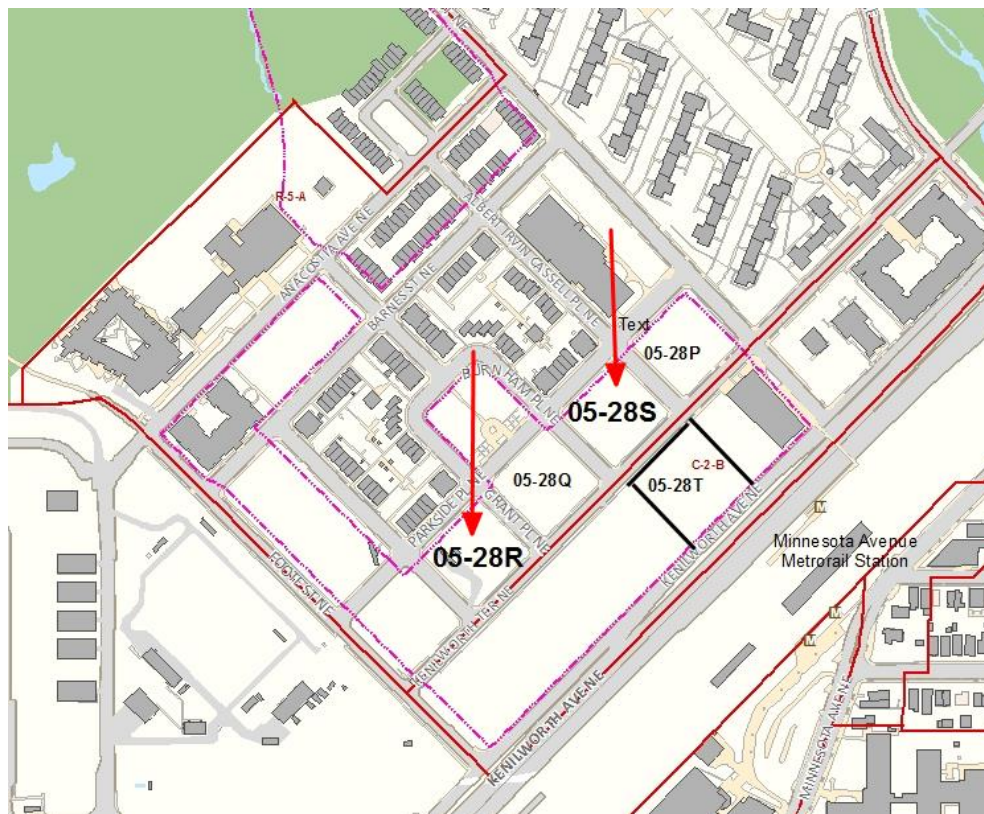 R-5-A
ANACOSTIA AVE NE
BARNES ST NE
ALBERT IRVIN CASSELL PL NE
Text
05-28P
BURNHAM PL NE
05-28S
C-2-B
05-28Q
05-28T
PARKSIDE PL
GRANT PL NE
KENILWORTH AVE NE
M
Minnesota Avenue
Metrorail Station
05-28R
FOOTE ST NE
KENILWORTH TER NE
M
M
KENILWORTH AVE NE
MINNESOTA AVE NE